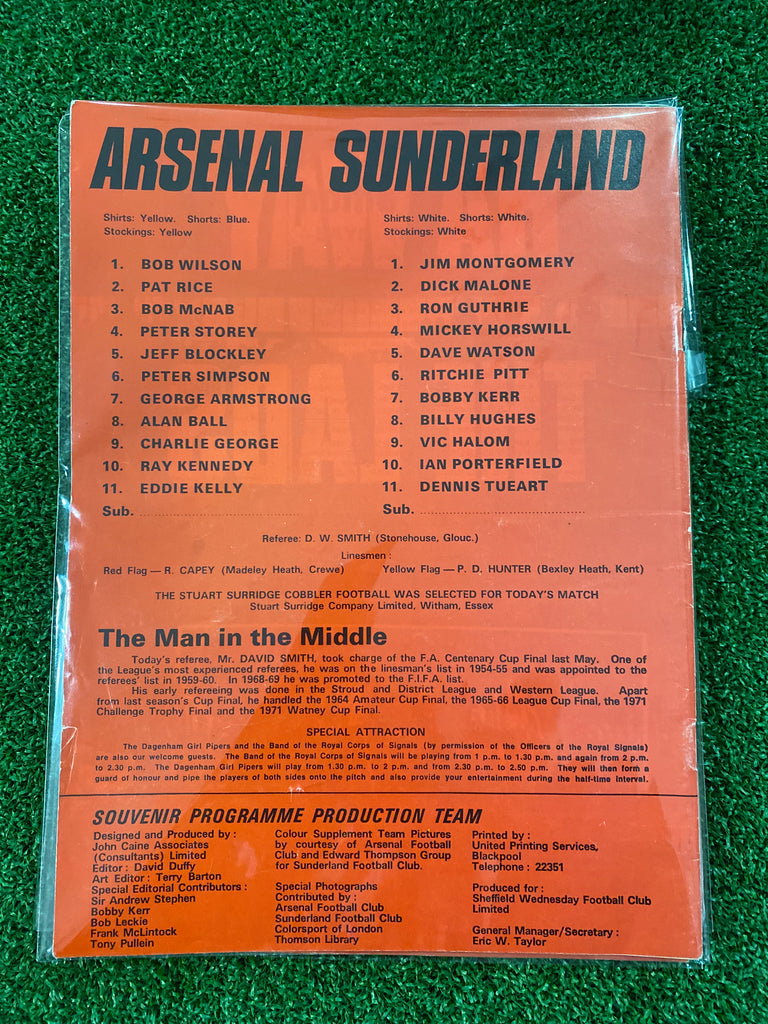 ARSENAL SUNDERLAND
Shirts: Yellow. Shorts: Blue.
Stockings: Yellow
1. BOB WILSON
2. PAT RICE
3. BOB McNAB
4. PETER STOREY
5. JEFF BLOCKLEY
6. PETER SIMPSON
7. GEORGE ARMSTRONG
8. ALAN BALL
9. CHARLIE GEORGE
10. RAY KENNEDY
11. EDDIE KELLY
Sub.
Shirts: White. Shorts: White.
Stockings: White
1. JIM MONTGOMERY
2. DICK MALONE
3. RON GUTHRIE
4. MICKEY HORSWILL
5. DAVE WATSON
6. RITCHIE PITT
7. BOBBY KERR
8. BILLY HUGHES
9. VIC HALOM
10. IAN PORTERFIELD
11. DENNIS TUEART
Sub.
Referee: D. W. SMITH (Stonehouse, Glouc.)
Linesmen:
Red Flag — R. CAPEY (Madeley Heath, Crewe) Yellow Flag — P. D. HUNTER (Bexley Heath, Kent)
THE STUART SURRIDGE COBBLER FOOTBALL WAS SELECTED FOR TODAY'S MATCH
Stuart Surridge Company Limited, Witham, Essex
The Man in the Middle
Today's referee, Mr. DAVID SMITH, took charge of the F.A. Centenary Cup Final last May. One of
the League's most experienced referees, he was on the linesman's list in 1954-55 and was appointed to the
referees' list in 1959-60. In 1968-69 he was promoted to the F.I.F.A. list.
His early refereeing was done in the Stroud and District League and Western League. Apart
from last season's Cup Final, he handled the 1964 Amateur Cup Final, the 1965-66 League Cup Final, the 1971
Challenge Trophy Final and the 1971 Watney Cup Final.
SPECIAL ATTRACTION
The Dagenham Girl Pipers and the Band of the Royal Corps of Signals (by permission of the Officers of the Royal Signals)
are also our welcome guests. The Band of the Royal Corps of Signals will be playing from 1 p.m. to 1.30 p.m. and again from 2 p.m.
to 2.30 p.m. The Dagenham Girl Pipers will play from 1.30 p.m. to 2 p.m. and from 2.30 p.m. to 2.50 p.m. They will then form a
guard of honour and pipe the players of both sides onto the pitch and also provide your entertainment during the half-time interval.
SOUVENIR PROGRAMME PRODUCTION TEAM
Designed and Produced by:
John Caine Associates
(Consultants) Limited
Editor: David Duffy
Art Editor: Terry Barton
Special Editorial Contributors:
Sir Andrew Stephen
Bobby Kerr
Bob Leckie
Frank McLintock
Tony Pullein
Colour Supplement Team Pictures
by courtesy of Arsenal Football
Club and Edward Thompson Group
for Sunderland Football Club.
Special Photographs
Contributed by:
Arsenal Football Club
Sunderland Football Club
Colorsport of London
Thomson Library
Printed by:
United Printing Services,
Blackpool
Telephone: 22351
Produced for:
Sheffield Wednesday Football Club
Limited
General Manager/Secretary:
Eric W. Taylor